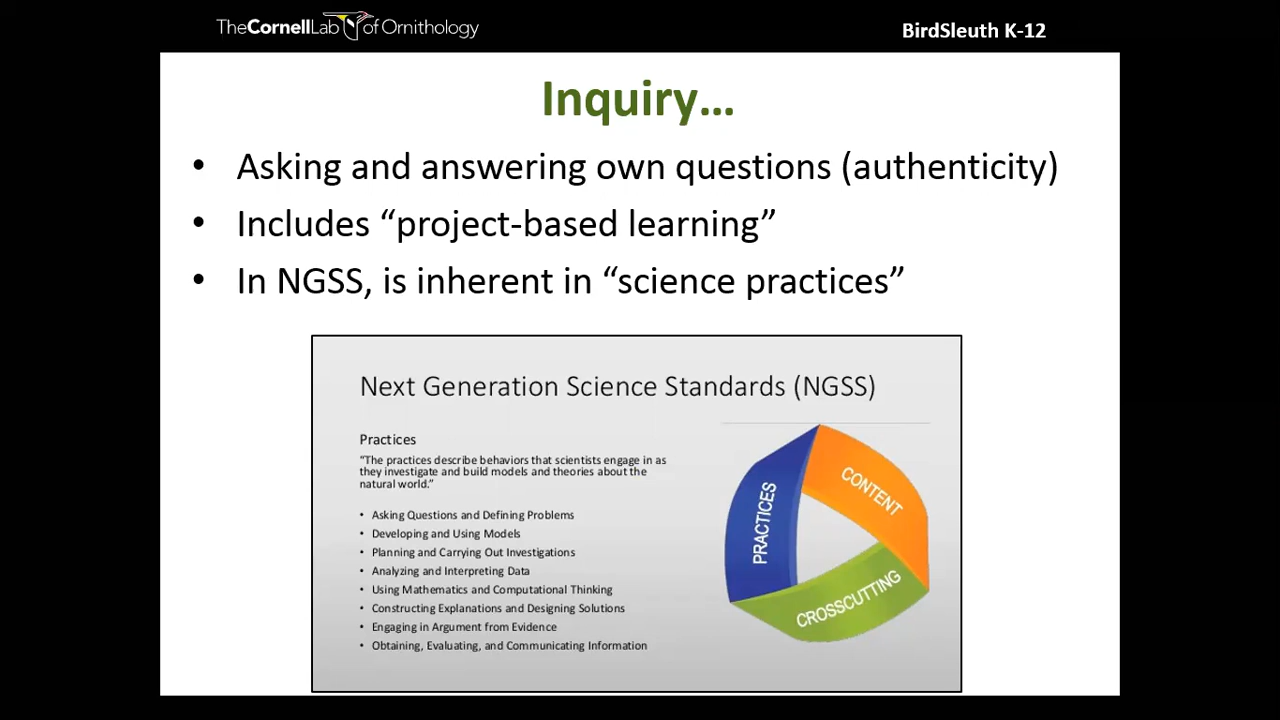 The CornellLab of Ornithology
BirdSleuth K-12
Inquiry...
• Asking and answering own questions (authenticity)
• Includes “project-based learning”
• In NGSS, is inherent in “science practices”
Next Generation Science Standards (NGSS)
Practices
“The practices describe behaviors that scientists engage in as
they investigate and build models and theories about the
natural world.”
• Asking Questions and Defining Problems
• Developing and Using Models
• Planning and Carrying Out Investigations
• Analyzing and Interpreting Data
• Using Mathematics and Computational Thinking
• Constructing Explanations and Designing Solutions
• Engaging in Argument from Evidence
• Obtaining, Evaluating, and Communicating Information
PRACTICES
CONTENT
CROSSCUTTING